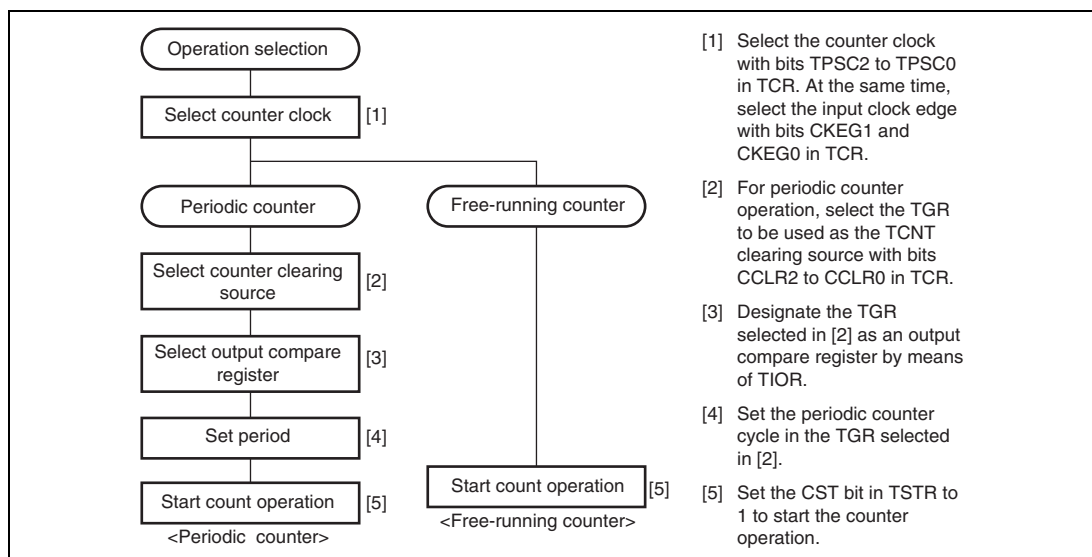 Operation selection
Select counter clock
[1]
Periodic counter
Free-running counter
Select counter clearing
source
[2]
Select output compare
register
[3]
Set period
[4]
Start count operation
[5]
<Periodic counter>
Start count operation
[5]
<Free-running counter>
[1] Select the counter clock
with bits TPSC2 to TPSC0
in TCR. At the same time,
select the input clock edge
with bits CKEG1 and
CKEG0 in TCR.
[2] For periodic counter
operation, select the TGR
to be used as the TCNT
clearing source with bits
CCLR2 to CCLR0 in TCR.
[3] Designate the TGR
selected in [2] as an output
compare register by means
of TIOR.
[4] Set the periodic counter
cycle in the TGR selected
in [2].
[5] Set the CST bit in TSTR to
1 to start the counter
operation.